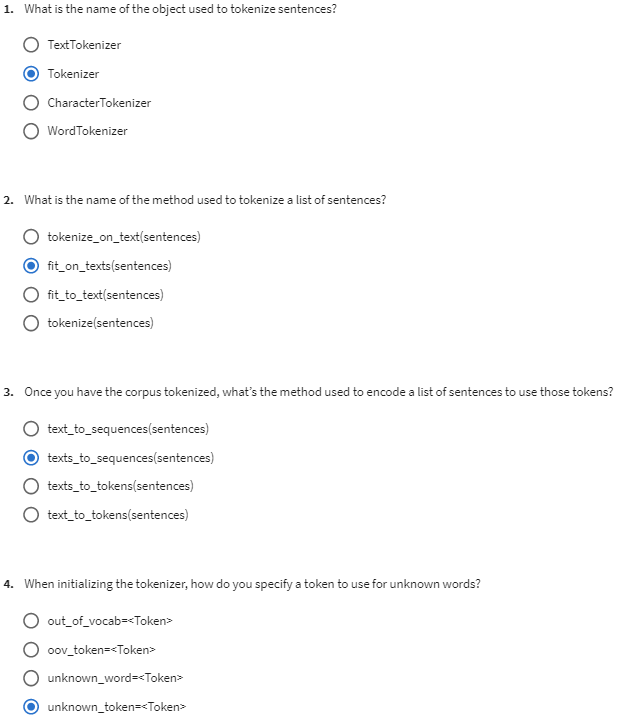 1. What is the name of the object used to tokenize sentences?
TextTokenizer
Tokenizer
CharacterTokenizer
WordTokenizer
2. What is the name of the method used to tokenize a list of sentences?
tokenize_on_text(sentences)
fit_on_texts(sentences)
fit_to_text(sentences)
tokenize(sentences)
3. Once you have the corpus tokenized, what's the method used to encode a list of sentences to use those tokens?
text_to_sequences(sentences)
texts_to_sequences(sentences)
texts_to_tokens(sentences)
text_to_tokens(sentences)
4. When initializing the tokenizer, how do you specify a token to use for unknown words?
out_of_vocab=<Token>
oov_token=<Token>
unknown_word=<Token>
unknown_token=<Token>